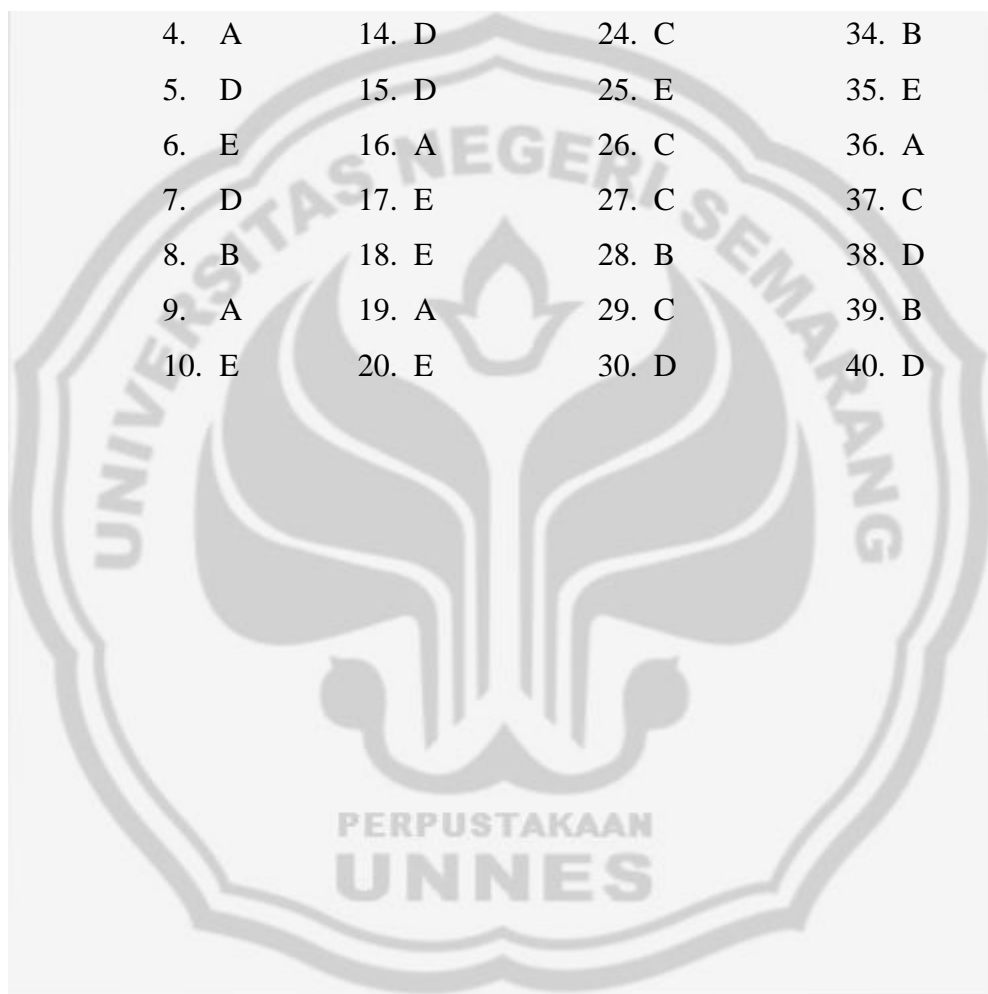 4. A 14. D 24. C 34. B
5. D 15. D 25. E 35. E
6. E 16. A 26. C 36. A
7. D 17. E 27. C 37. C
8. B 18. E 28. B 38. D
9. A 19. A 29. C 39. B
10. E 20. E 30. D 40. D
UNIVERSITAS NEGERI SEMARANG
PERPUSTAKAAN
UNNES